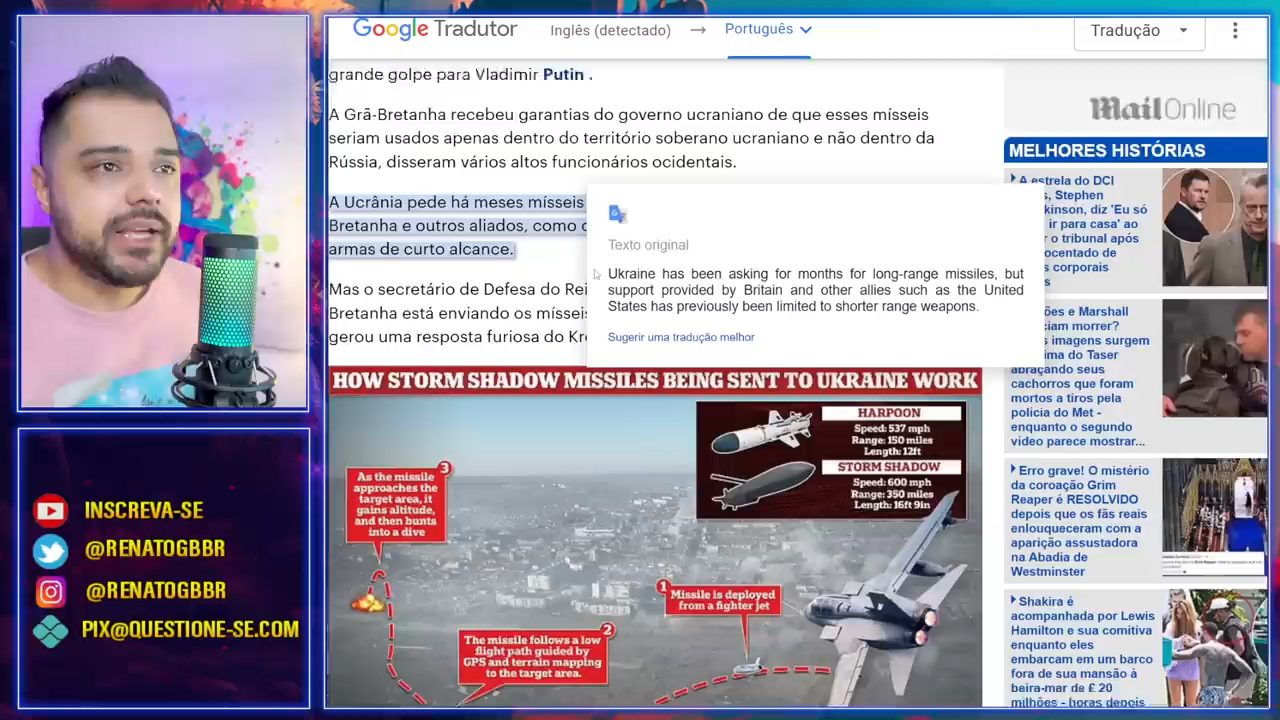 Google Tradutor
Inglês (detectado) → Português
Tradução
grande golpe para Vladimir Putin .
A Grã-Bretanha recebeu garantias do governo ucraniano de que esses mísseis
seriam usados apenas dentro do território soberano ucraniano e não dentro da
Rússia, disseram vários altos funcionários ocidentais.
A Ucrânia pede há meses mísseis
Bretanha e outros aliados, como
armas de curto alcance.
Mas o secretário de Defesa do Rei
Bretanha está enviando os mísseis
gerou uma resposta furiosa do Kre
Texto original
Ukraine has been asking for months for long-range missiles, but
support provided by Britain and other allies such as the United
States has previously been limited to shorter range weapons.
Sugerir uma tradução melhor
HOW STORM SHADOW MISSILES BEING SENT TO UKRAINE WORK
HARPOON
Speed: 537 mph
Range: 150 miles
Length: 12ft
STORM SHADOW
Speed: 600 mph
Range: 350 miles
Length: 16ft 9in
3
As the missile
approaches the
target area, it
gains altitude,
and then bunts
into a dive
1
Missile is deployed
from a fighter jet
2
The missile follows a low
flight path guided by
GPS and terrain mapping
to the target area.
Mail Online
MELHORES HISTÓRIAS
A estrela do DCI
s, Stephen
kinson, diz 'Eu só
ir para casa' ao
o tribunal após
ocentado de
s corporais
ões e Marshall
ciam morrer?
s imagens surgem
ima do Taser
abraçando seus
cachorros que foram
mortos a tiros pela
polícia do Met -
enquanto o segundo
video parece mostrar...
Erro grave! O mistério
da coroação Grim
Reaper é RESOLVIDO
depois que os fãs reais
enlouqueceram com a
aparição assustadora
na Abadia de
Westminster
Shakira é
acompanhada por Lewis
Hamilton e sua comitiva
enquanto eles
embarcam em um barco
fora de sua mansão à
beira-mar de £ 20
milhões - horas depois
INSCREVA-SE
@RENATOGBBR
@RENATOGBBR
PIX@QUESTIONE-SE.COM